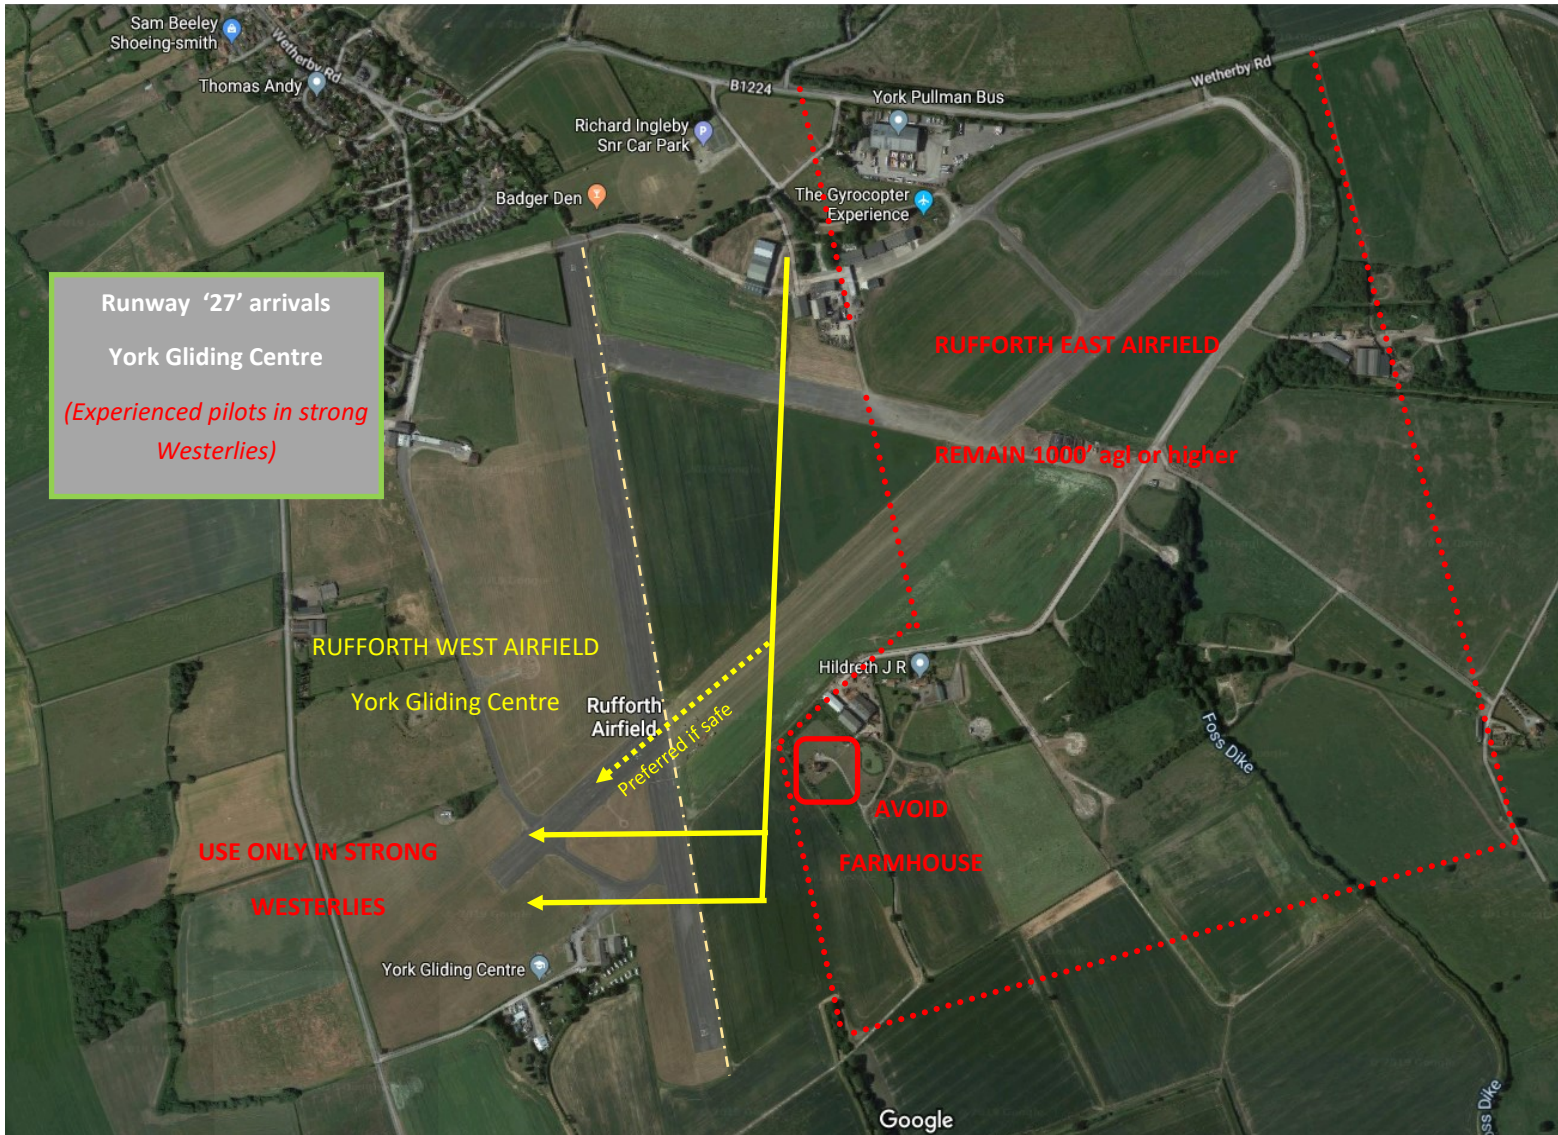 Sam Beeley
Shoeing-smith
Wetherby Rd
Thomas Andy
B1224
York Pullman Bus
Wetherby Rd
Richard Ingleby
Snr Car Park
Badger Den
The Gyrocopter
Experience
Runway ‘27’ arrivals
York Gliding Centre
(Experienced pilots in strong
Westerlies)
RUFFORTH EAST AIRFIELD
REMAIN 1000’ agl or higher
RUFFORTH WEST AIRFIELD
York Gliding Centre
Rufforth
Airfield
Hildreth J R
Preferred if safe
Foss Dike
AVOID
FARMHOUSE
USE ONLY IN STRONG
WESTERLIES
York Gliding Centre
Google
oss Dike